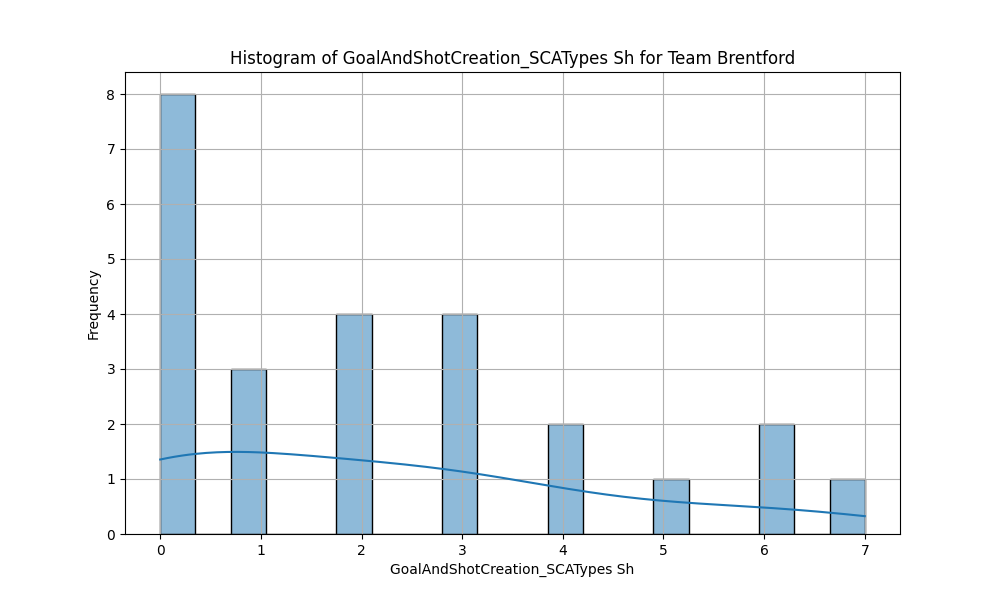 Histogram of GoalAndShotCreation_SCATypes Sh for Team Brentford
8
7
6
5
4
3
2
1
0
Frequency
0 1 2 3 4 5 6 7
GoalAndShotCreation_SCATypes Sh